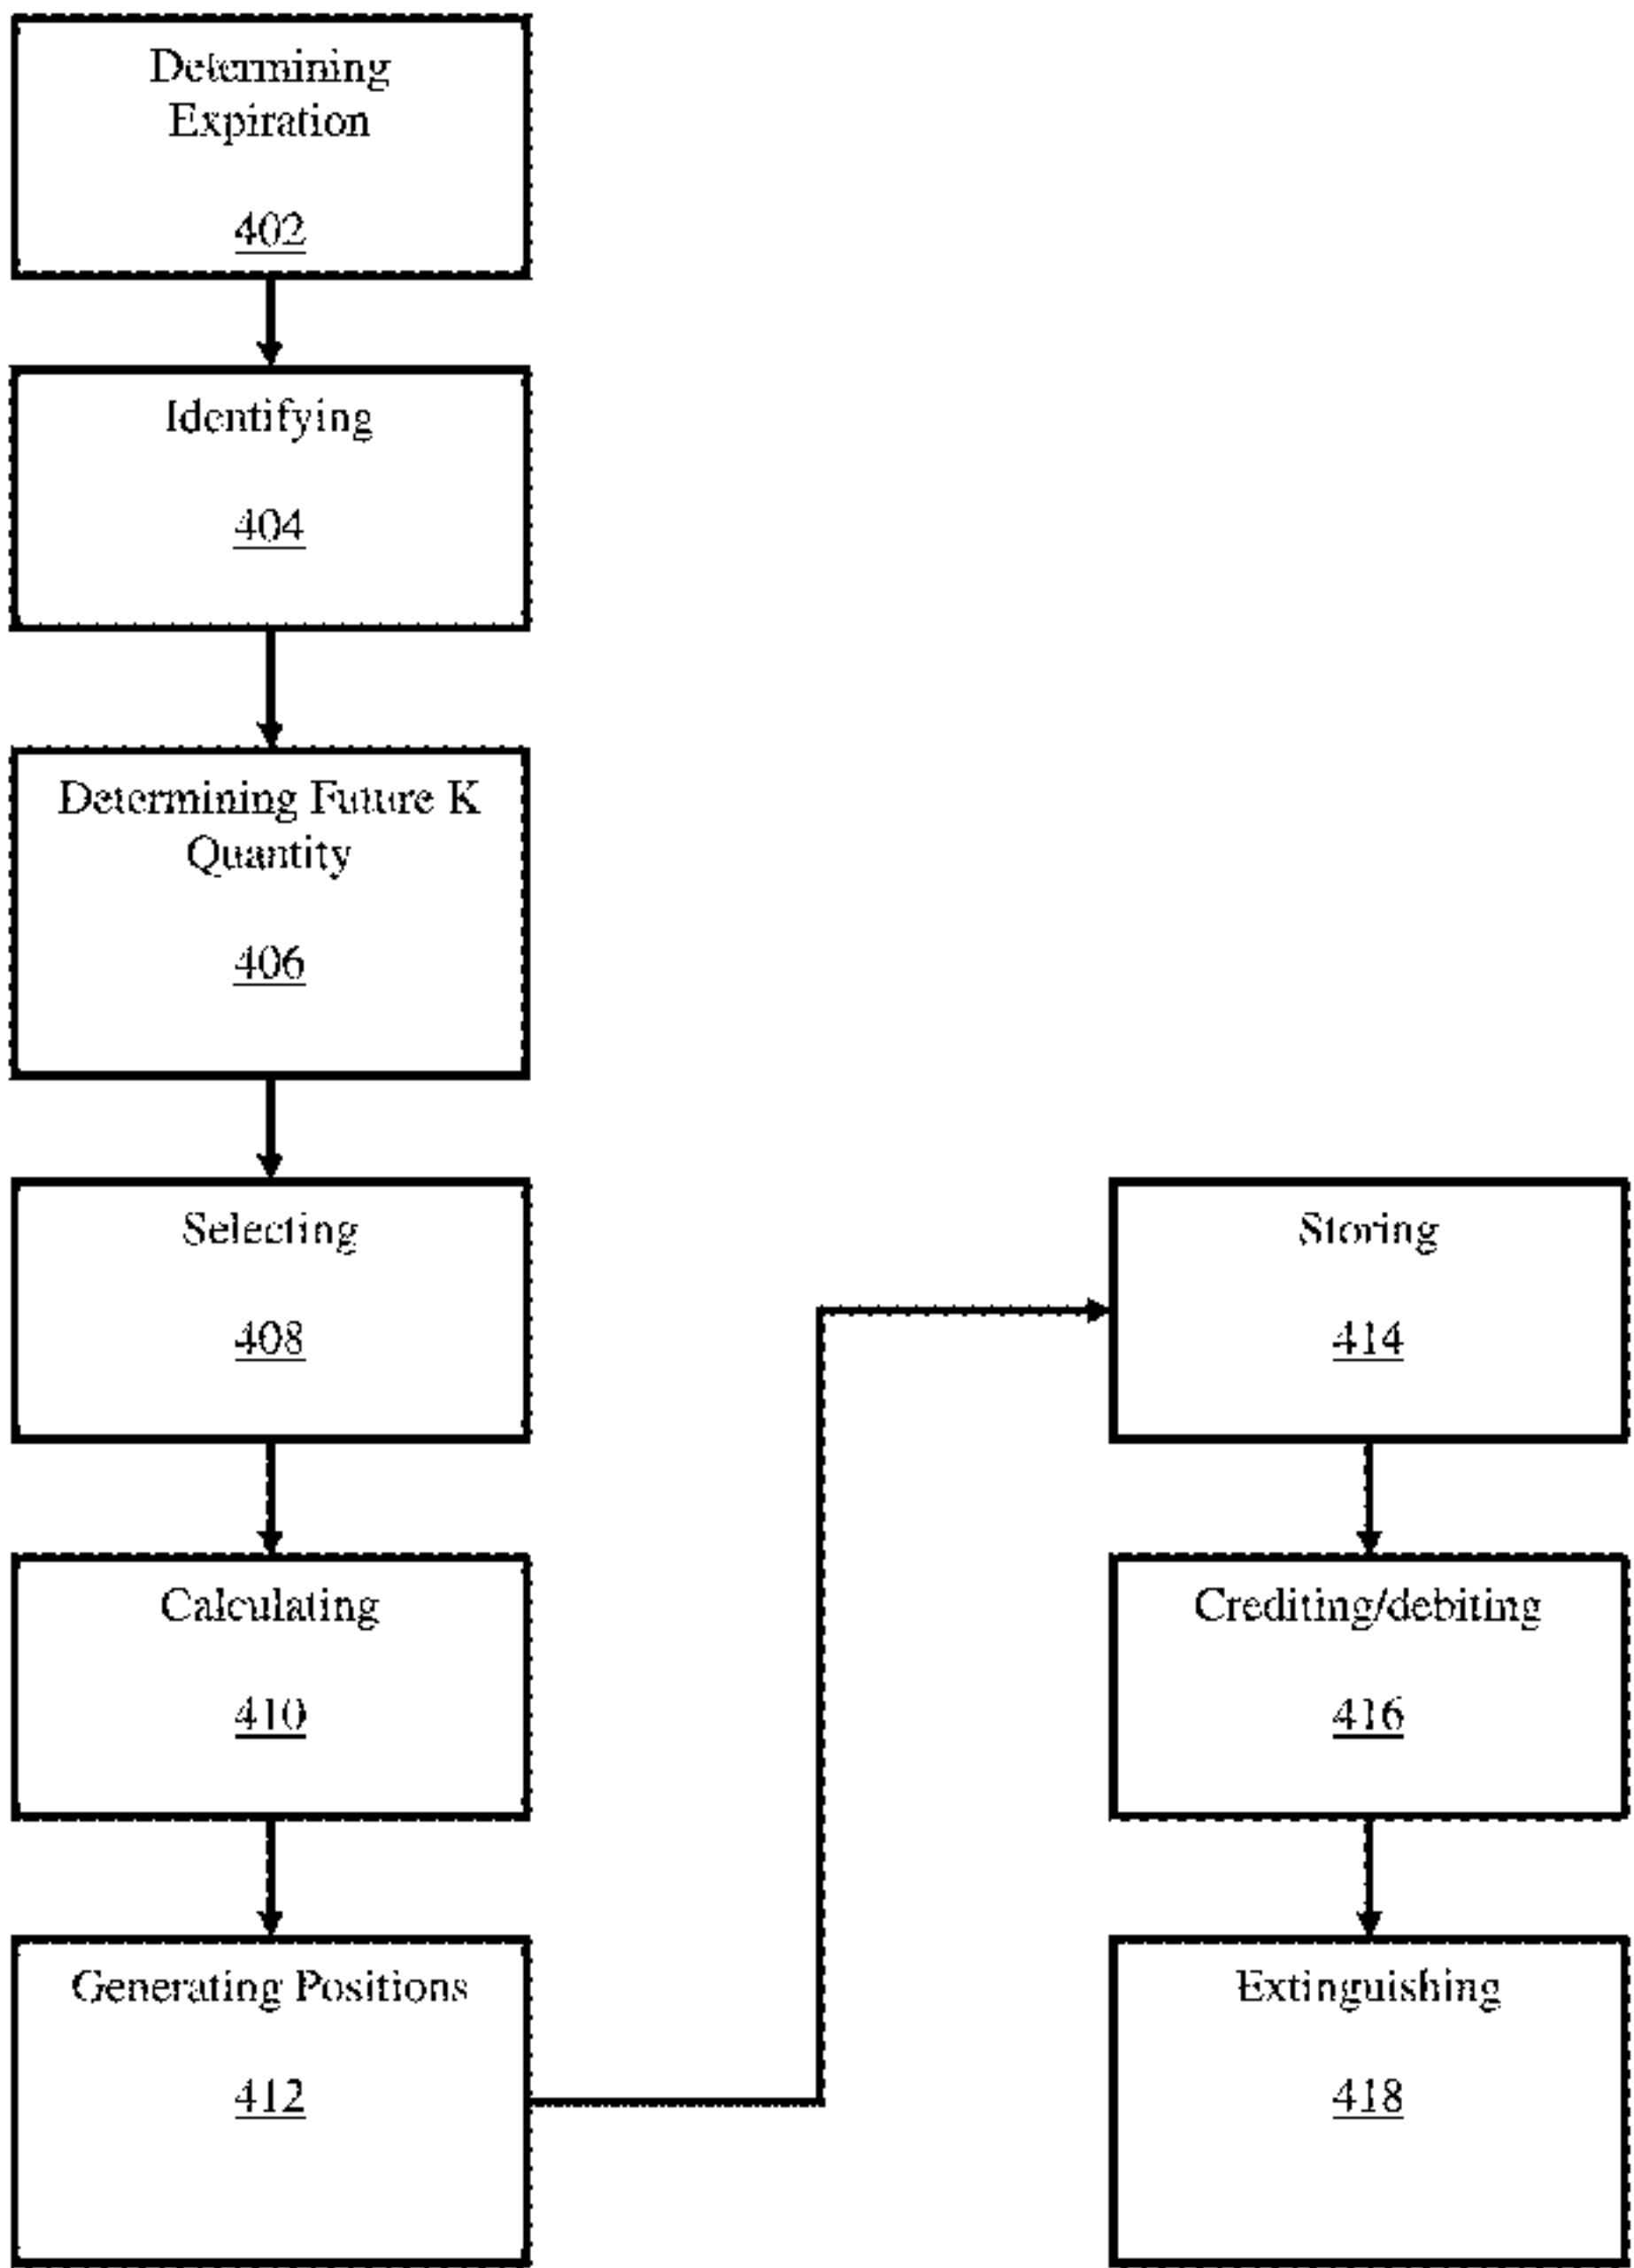 Determining
Expiration
402
Identifying
404
Determining Future K
Quantity
406
Selecting
408
Calculating
410
Generating Positions
412
Storing
414
Crediting/debiting
416
Extinguishing
418